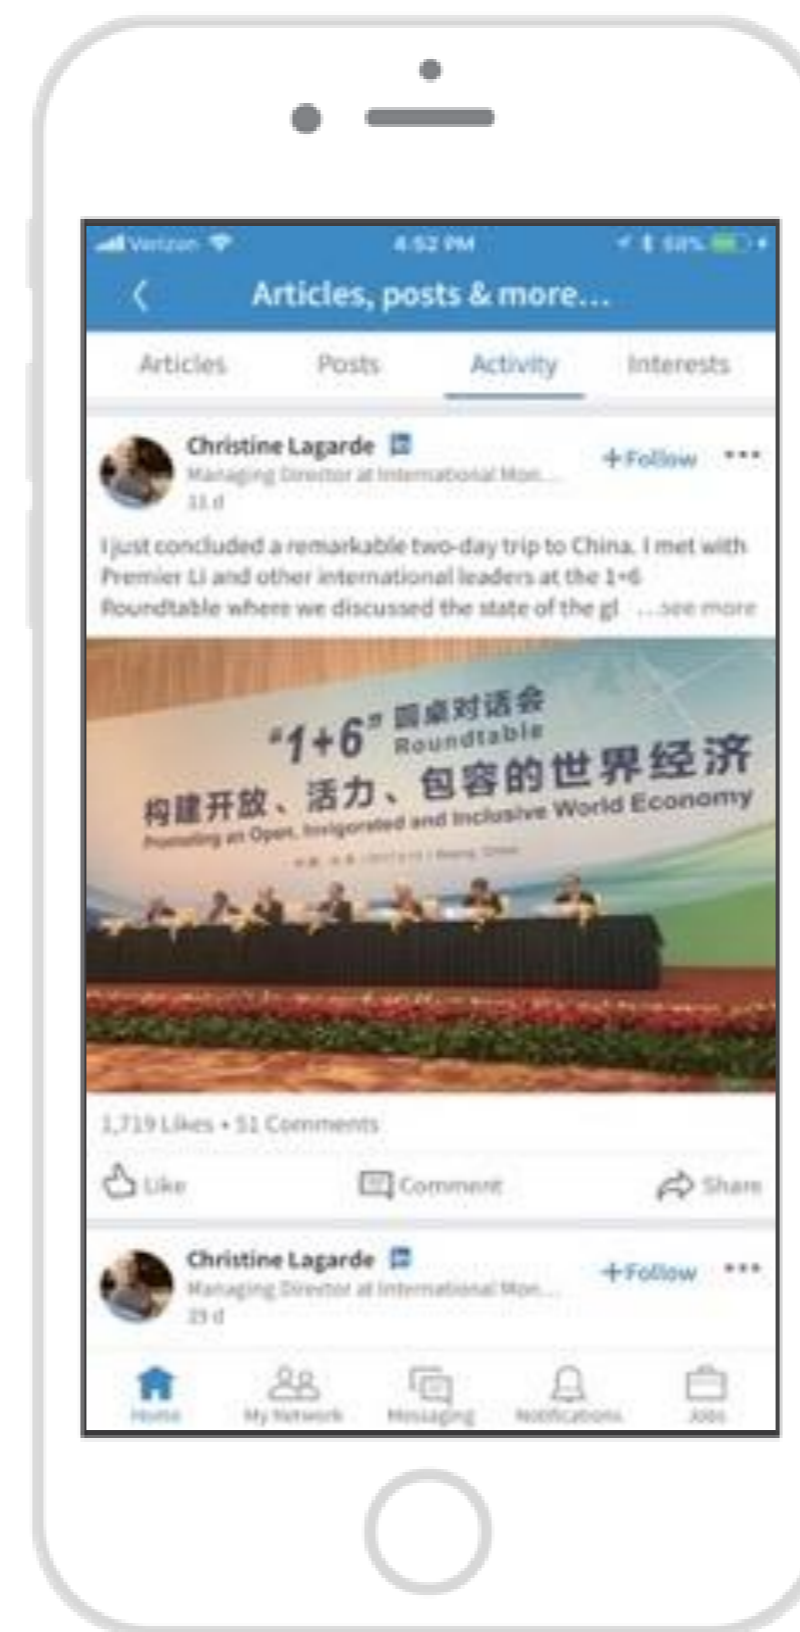 Verizon 4:52 PM 68%
Articles, posts & more...
Articles Posts Activity Interests
Christine Lagarde in
+Follow
Managing Director at International Mon...
11 d
I just concluded a remarkable two-day trip to China. I met with
Premier Li and other international leaders at the 1+6
Roundtable where we discussed the state of the gl ...see more
“1+6” 圆桌对话会
Roundtable
构建开放、活力、包容的世界经济
Promoting an Open, Invigorated and Inclusive World Economy
1,719 Likes • 51 Comments
Like Comment Share
Christine Lagarde in
+Follow
Managing Director at International Mon...
Home My Network Messaging Notifications Jobs